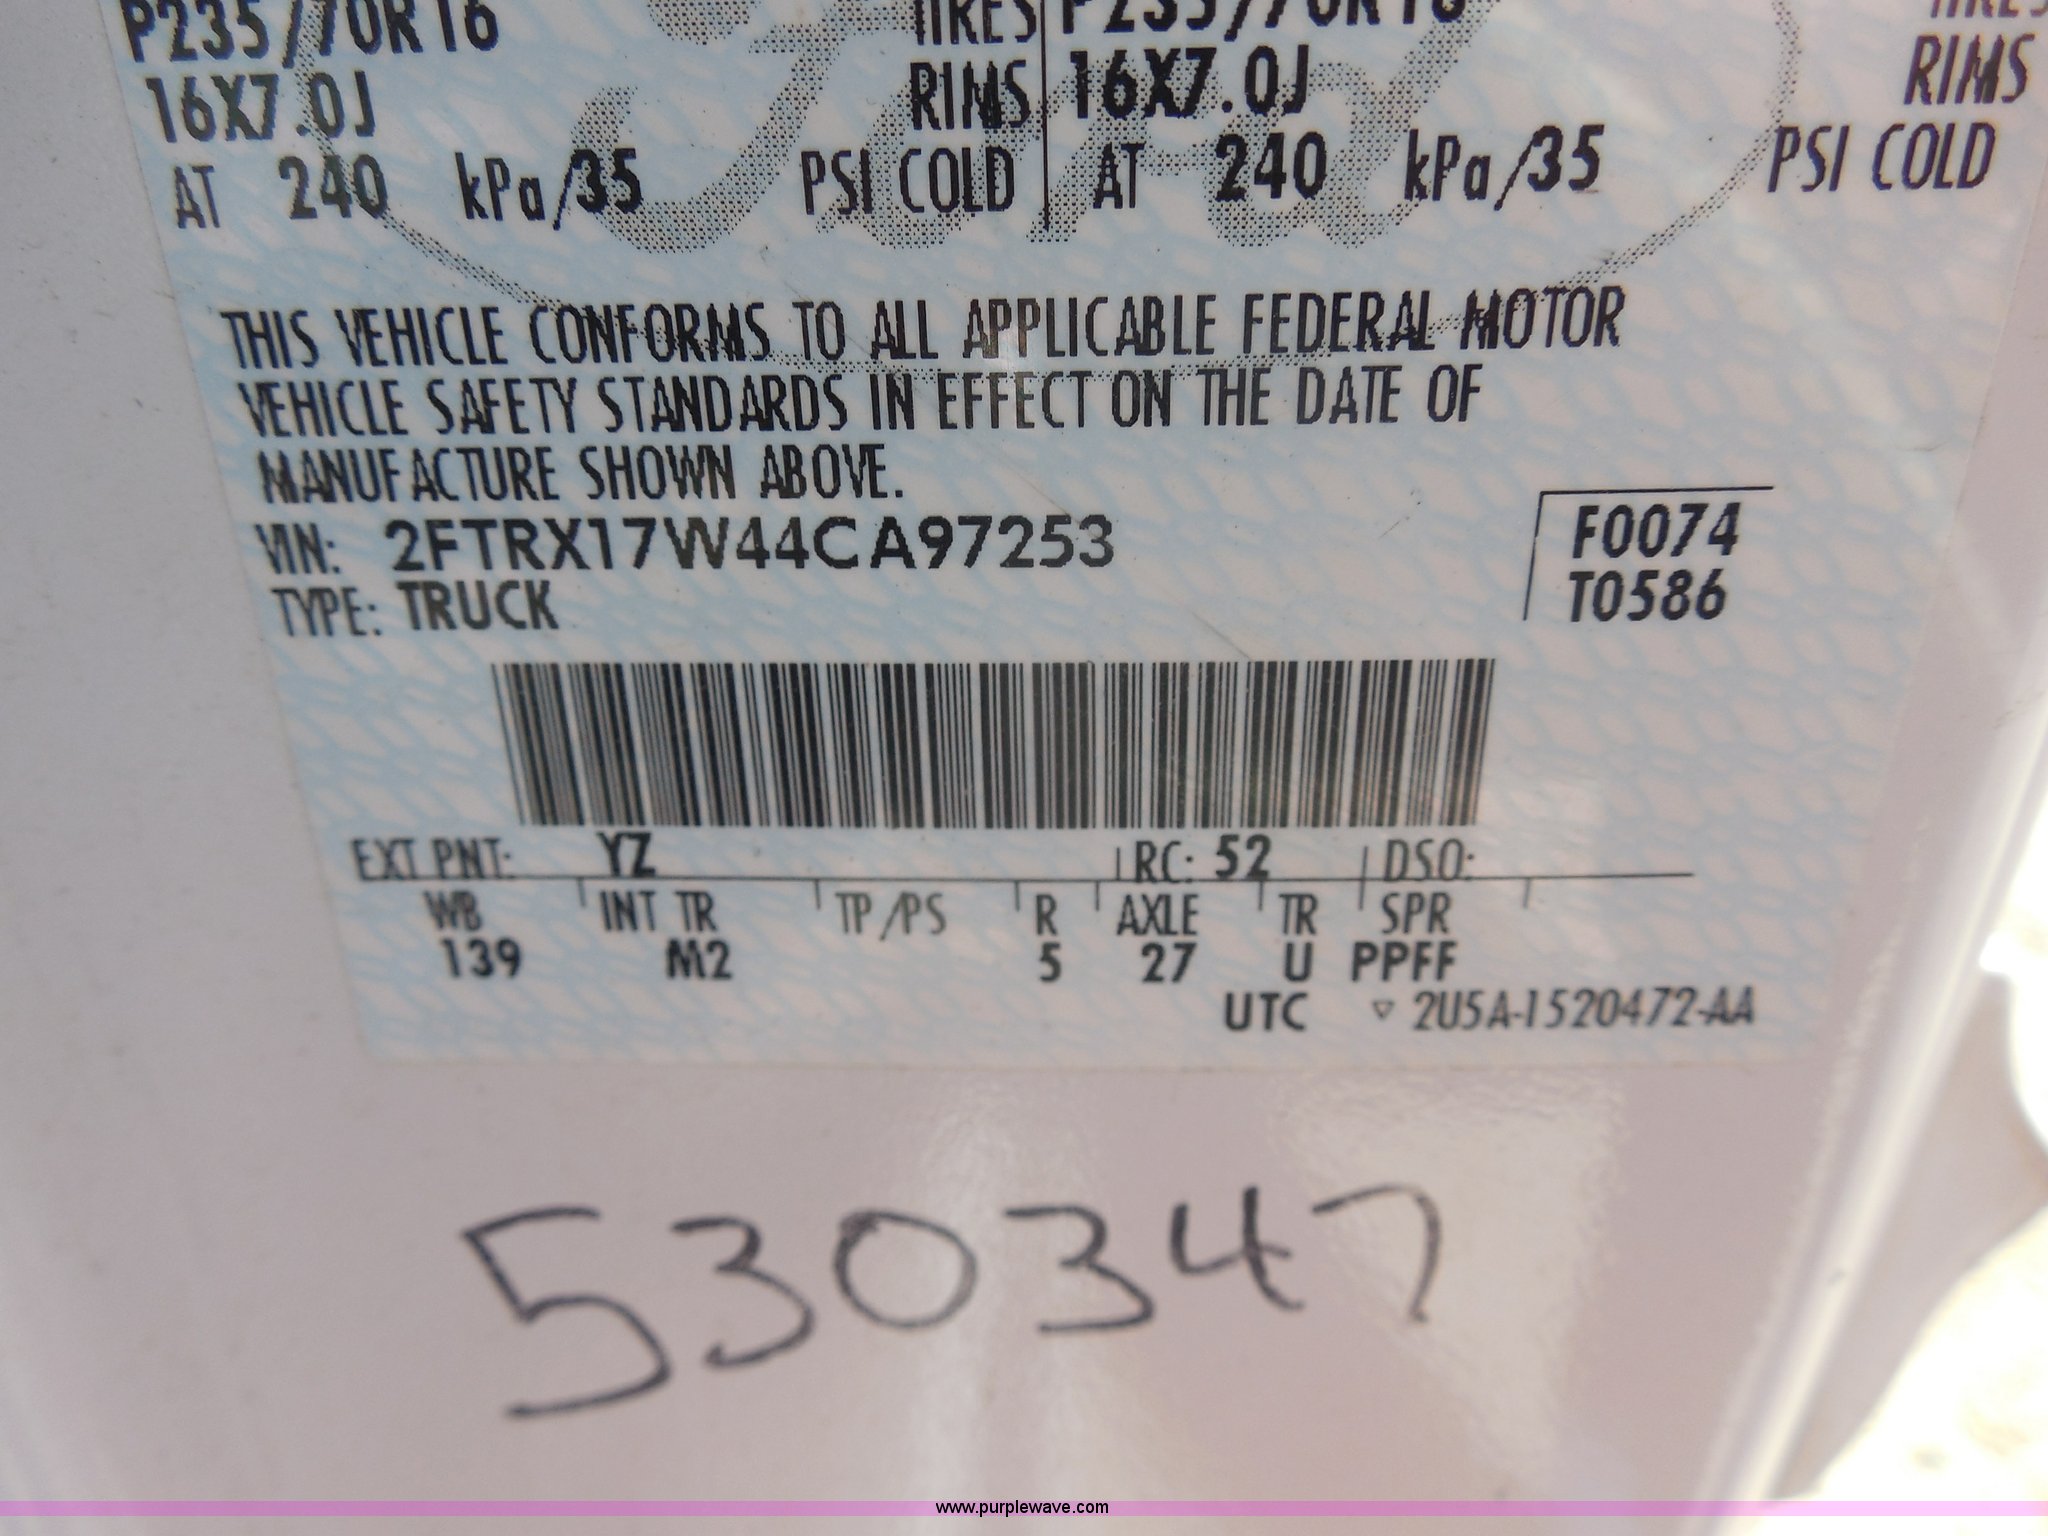 P235/70R16 TIRES P235/70R16 TIRES
16X7.0J RIMS 16X7.0J RIMS
AT 240 kPa/35 PSI COLD AT 240 kPa/35 PSI COLD
Ford
THIS VEHICLE CONFORMS TO ALL APPLICABLE FEDERAL MOTOR
VEHICLE SAFETY STANDARDS IN EFFECT ON THE DATE OF
MANUFACTURE SHOWN ABOVE.
VIN: 2FTRX17W44CA97253
F0074
TYPE: TRUCK
T0586
EXT PNT: YZ RC: 52 DSO:
WB INT TR TP/PS R AXLE TR SPR
139 M2 5 27 U PPFF
UTC ▽ 2U5A-1520472-AA
530347
www.purplewave.com